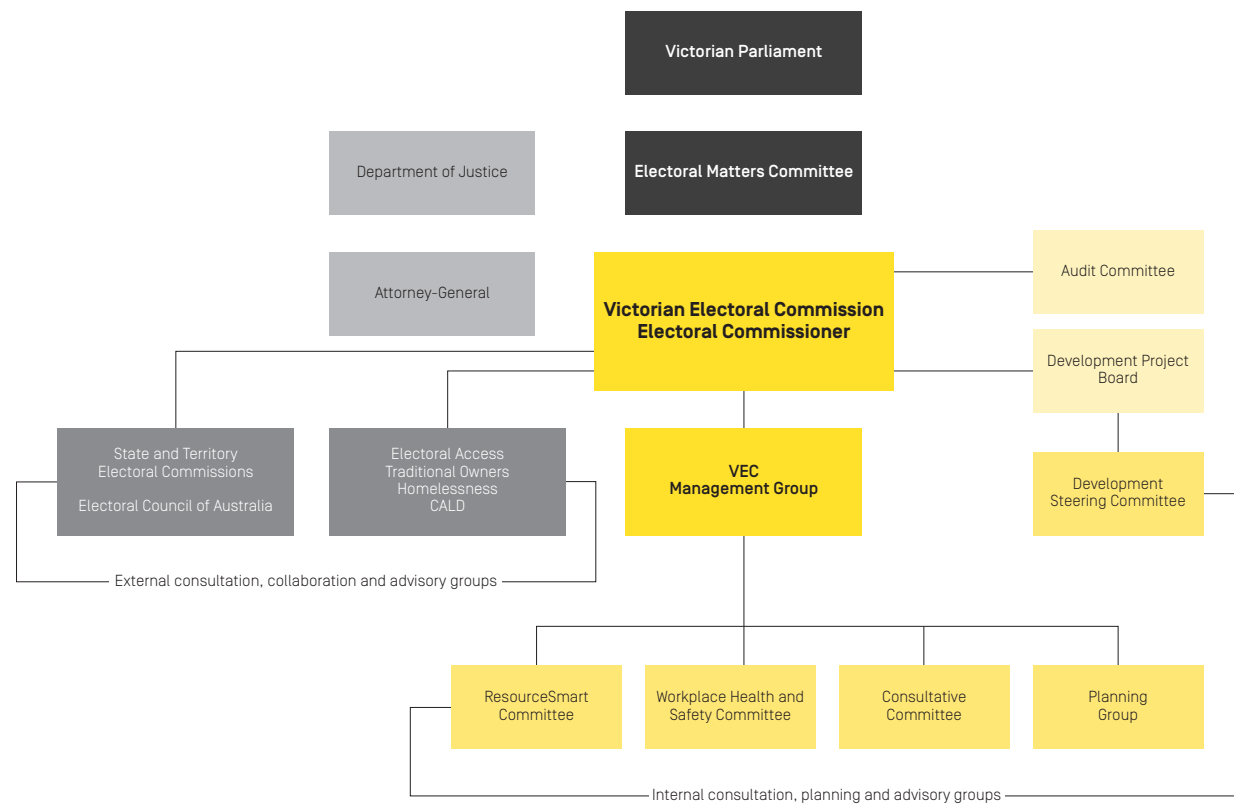 Victorian Parliament
Department of Justice
Electoral Matters Committee
Attorney-General
Victorian Electoral Commission
Electoral Commissioner
Audit Committee
Development Project
Board
State and Territory
Electoral Commissions
Electoral Council of Australia
Electoral Access
Traditional Owners
Homelessness
CALD
VEC
Management Group
Development
Steering Committee
External consultation, collaboration and advisory groups
ResourceSmart
Committee
Workplace Health and
Safety Committee
Consultative
Committee
Planning
Group
Internal consultation, planning and advisory groups